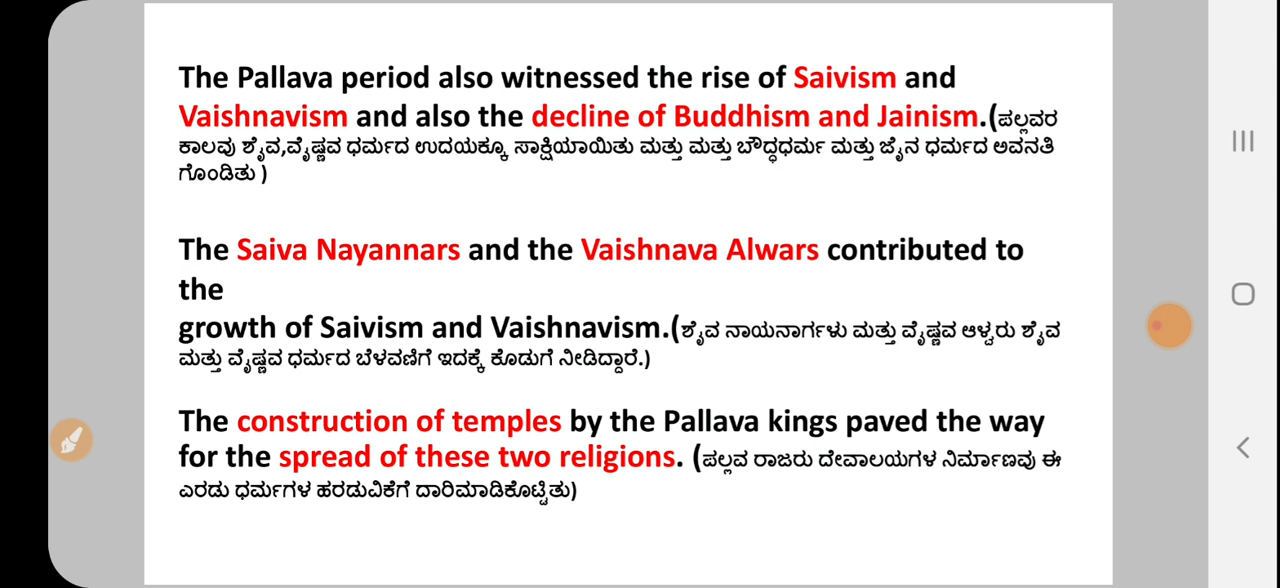 The Pallava period also witnessed the rise of Saivism and
Vaishnavism and also the decline of Buddhism and Jainism.(ಪಲ್ಲವರ
ಕಾಲವು ಶೈವ,ವೈಷ್ಣವ ಧರ್ಮದ ಉದಯಕ್ಕೂ ಸಾಕ್ಷಿಯಾಯಿತು ಮತ್ತು ಮತ್ತು ಬೌದ್ಧಧರ್ಮ ಮತ್ತು ಜೈನ ಧರ್ಮದ ಅವನತಿ
ಗೊಂಡಿತು )
The Saiva Nayannars and the Vaishnava Alwars contributed to
the
growth of Saivism and Vaishnavism.(ಶೈವ ನಾಯನಾರ್ಗಳು ಮತ್ತು ವೈಷ್ಣವ ಆಳ್ವರು ಶೈವ
ಮತ್ತು ವೈಷ್ಣವ ಧರ್ಮದ ಬೆಳವಣಿಗೆ ಇದಕ್ಕೆ ಕೊಡುಗೆ ನೀಡಿದ್ದಾರೆ.)
The construction of temples by the Pallava kings paved the way
for the spread of these two religions. (ಪಲ್ಲವ ರಾಜರು ದೇವಾಲಯಗಳ ನಿರ್ಮಾಣವು ಈ
ಎರಡು ಧರ್ಮಗಳ ಹರಡುವಿಕೆಗೆ ದಾರಿಮಾಡಿಕೊಟ್ಟಿತು)